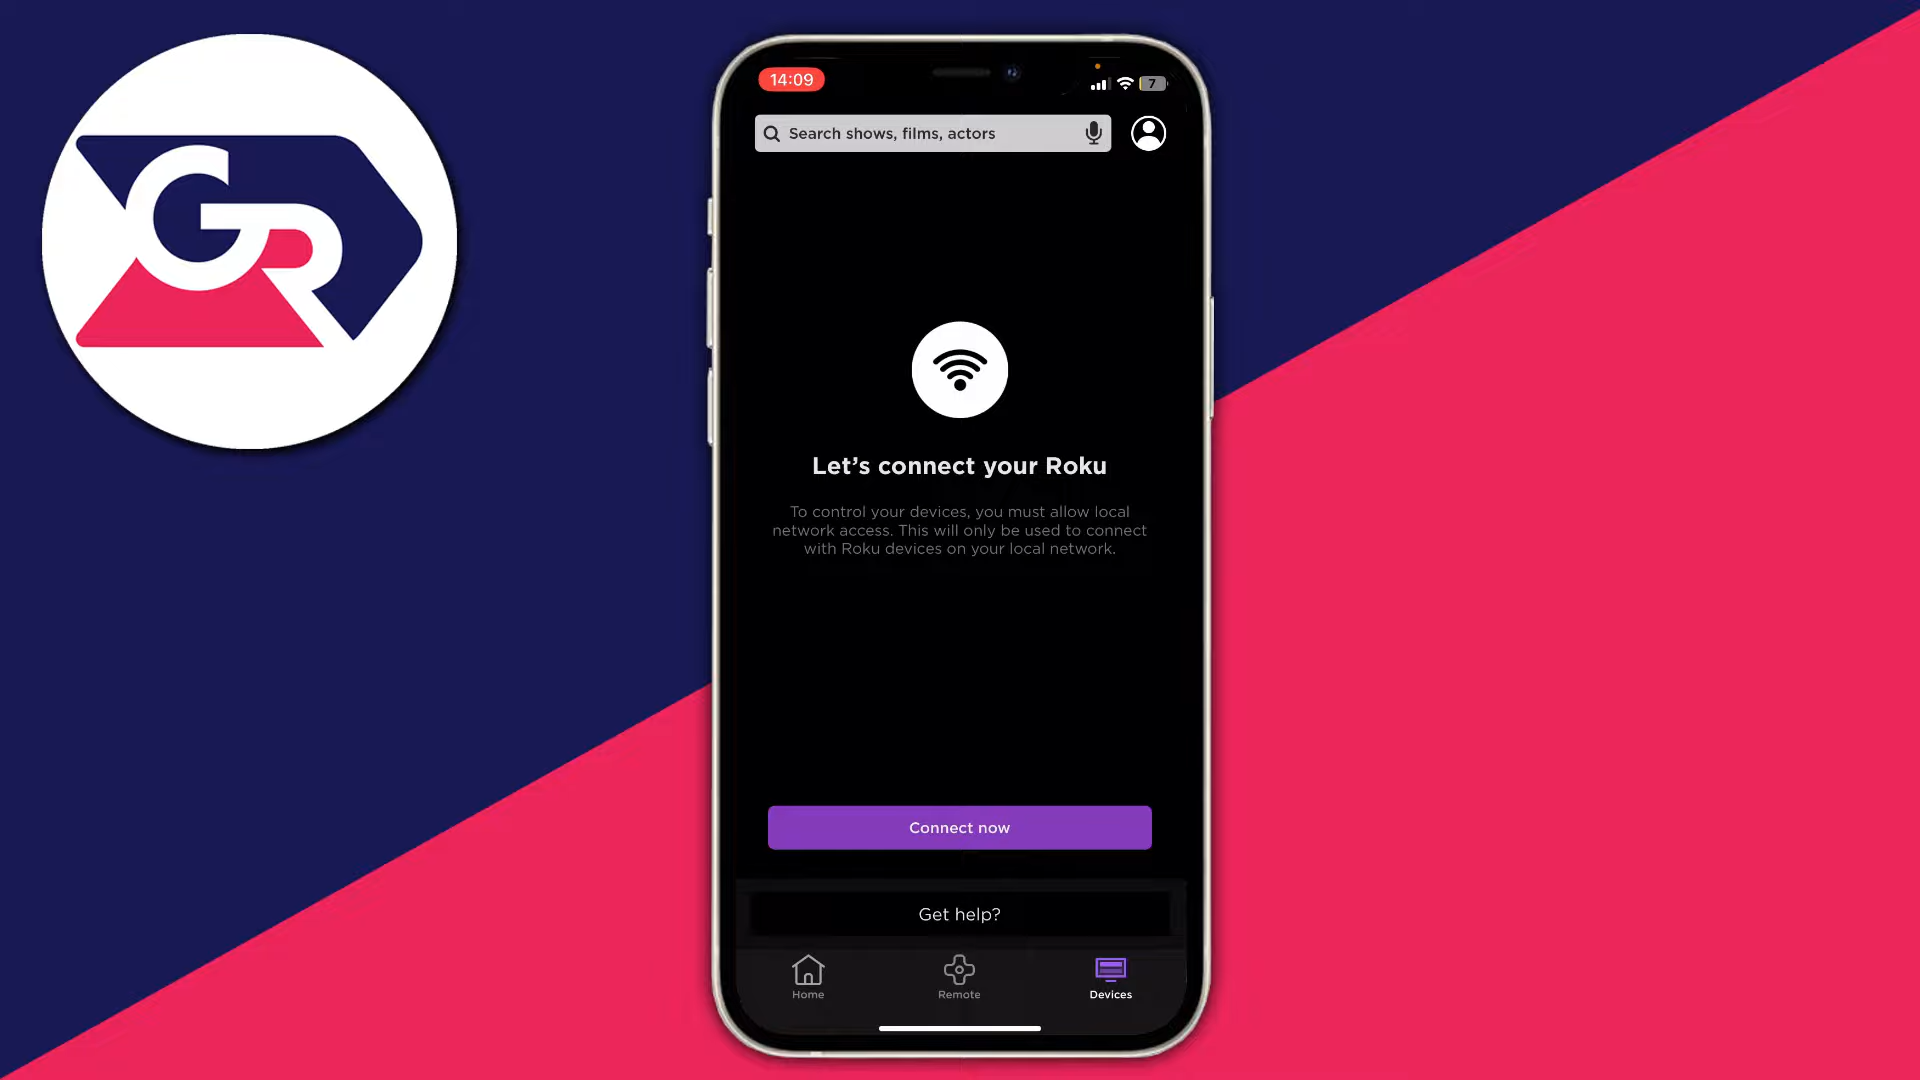 GR
14:09
7
Search shows, films, actors
Let’s connect your Roku
To control your devices, you must allow local
network access. This will only be used to connect
with Roku devices on your local network.
Connect now
Get help?
Home
Remote
Devices